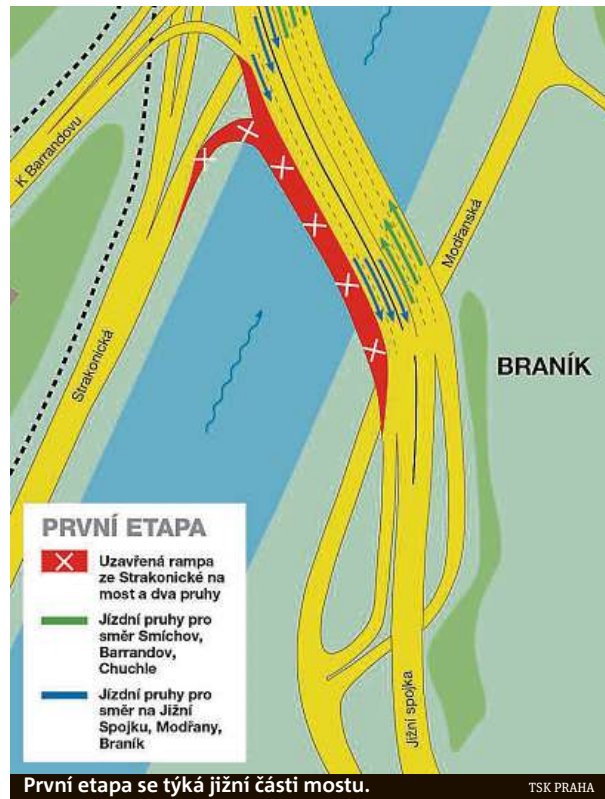 K Barrandovu
Strakonická
Modřanská
BRANÍK
Jižní spojka
PRVNÍ ETAPA
Uzavřená rampa
ze Strakonické na
most a dva pruhy
Jízdní pruhy pro
směr Smíchov,
Barrandov,
Chuchle
Jízdní pruhy pro
směr na Jižní
Spojku, Modřany,
Braník
První etapa se týká jižní části mostu.
TSK PRAHA